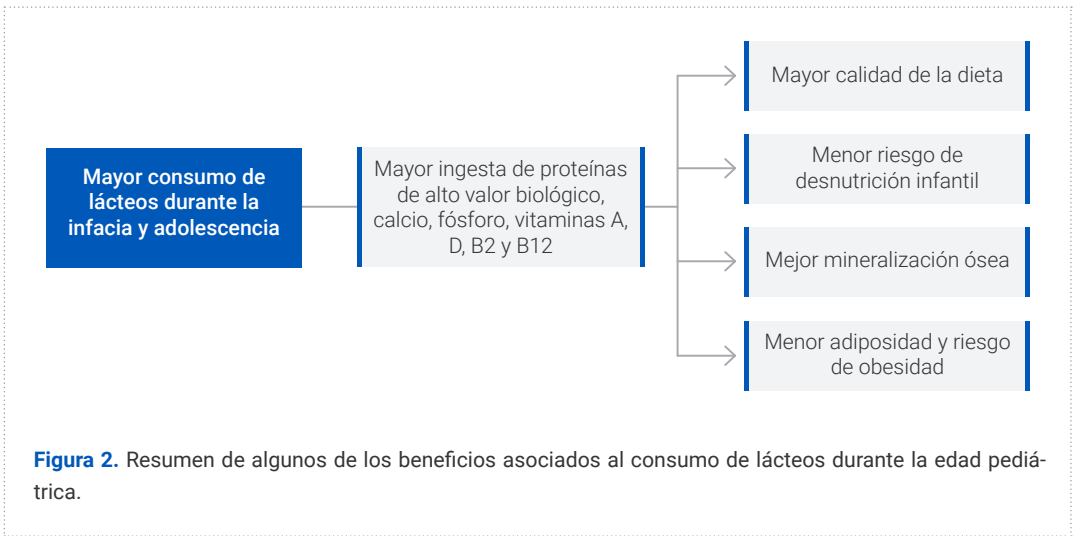 Mayor consumo de
lácteos durante la
infacia y adolescencia
Mayor ingesta de proteínas
de alto valor biológico,
calcio, fósforo, vitaminas A,
D, B2 y B12
Mayor calidad de la dieta
Menor riesgo de
desnutrición infantil
Mejor mineralización ósea
Menor adiposidad y riesgo
de obesidad
Figura 2. Resumen de algunos de los beneficios asociados al consumo de lácteos durante la edad pediá-
trica.